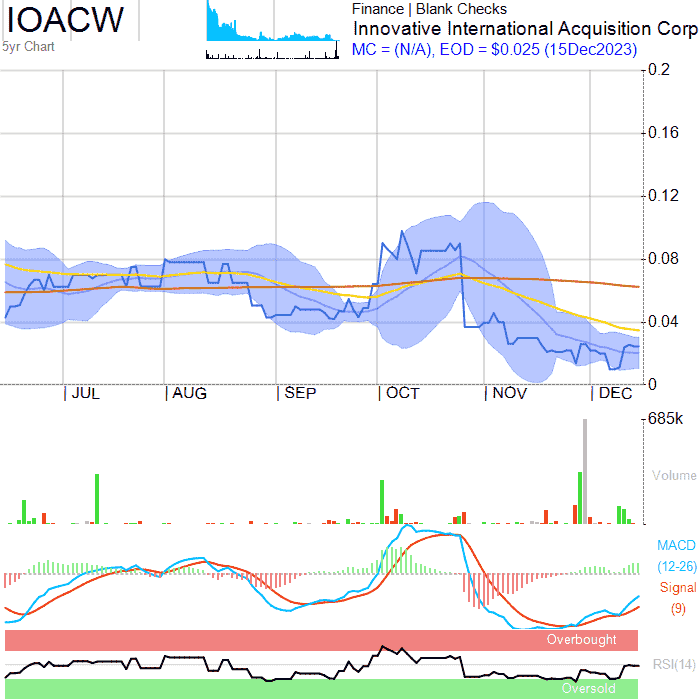 IOACW
5yr Chart
Finance | Blank Checks
Innovative International Acquisition Corp
MC = (N/A), EOD = $0.025 (15Dec2023)
0.2
0.16
0.12
0.08
0.04
0
| JUL | AUG | SEP | OCT | NOV | DEC
685k
Volume
MACD
(12-26)
Signal
(9)
Overbought
RSI(14)
Oversold